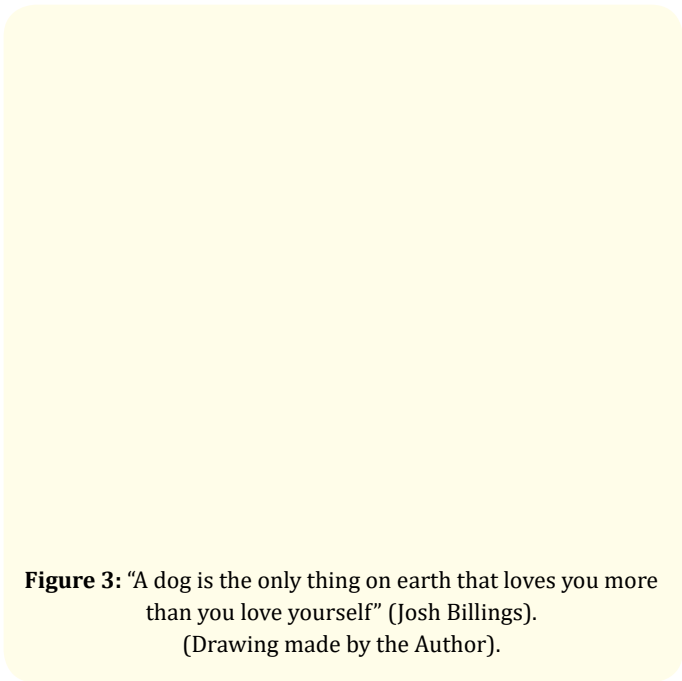 Figure 3: “A dog is the only thing on earth that loves you more
than you love yourself” (Josh Billings).
(Drawing made by the Author).